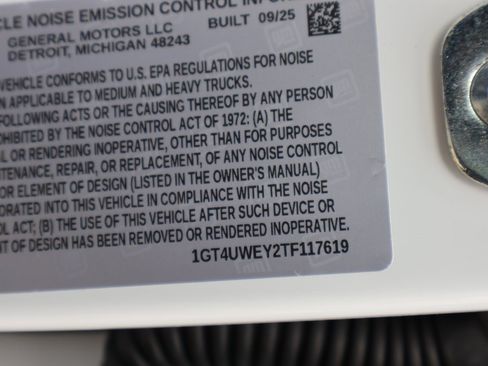 CLE NOISE EMISSION CONTROL INFOR
GENERAL MOTORS LLC BUILT 09/25
DETROIT, MICHIGAN 48243
VEHICLE CONFORMS TO U.S. EPA REGULATIONS FOR NOISE
N APPLICABLE TO MEDIUM AND HEAVY TRUCKS.
FOLLOWING ACTS OR THE CAUSING THEREOF BY ANY PERSON
HIBITED BY THE NOISE CONTROL ACT OF 1972: (A) THE
L OR RENDERING INOPERATIVE, OTHER THAN FOR PURPOSES
TENANCE, REPAIR, OR REPLACEMENT, OF ANY NOISE CONTROL
OR ELEMENT OF DESIGN (LISTED IN THE OWNER'S MANUAL)
ORATED INTO THIS VEHICLE IN COMPLIANCE WITH THE NOISE
OL ACT; (B) THE USE OF THIS VEHICLE AFTER SUCH DEVICE OR
T OF DESIGN HAS BEEN REMOVED OR RENDERED INOPERATIVE.
1GT4UWEY2TF117619